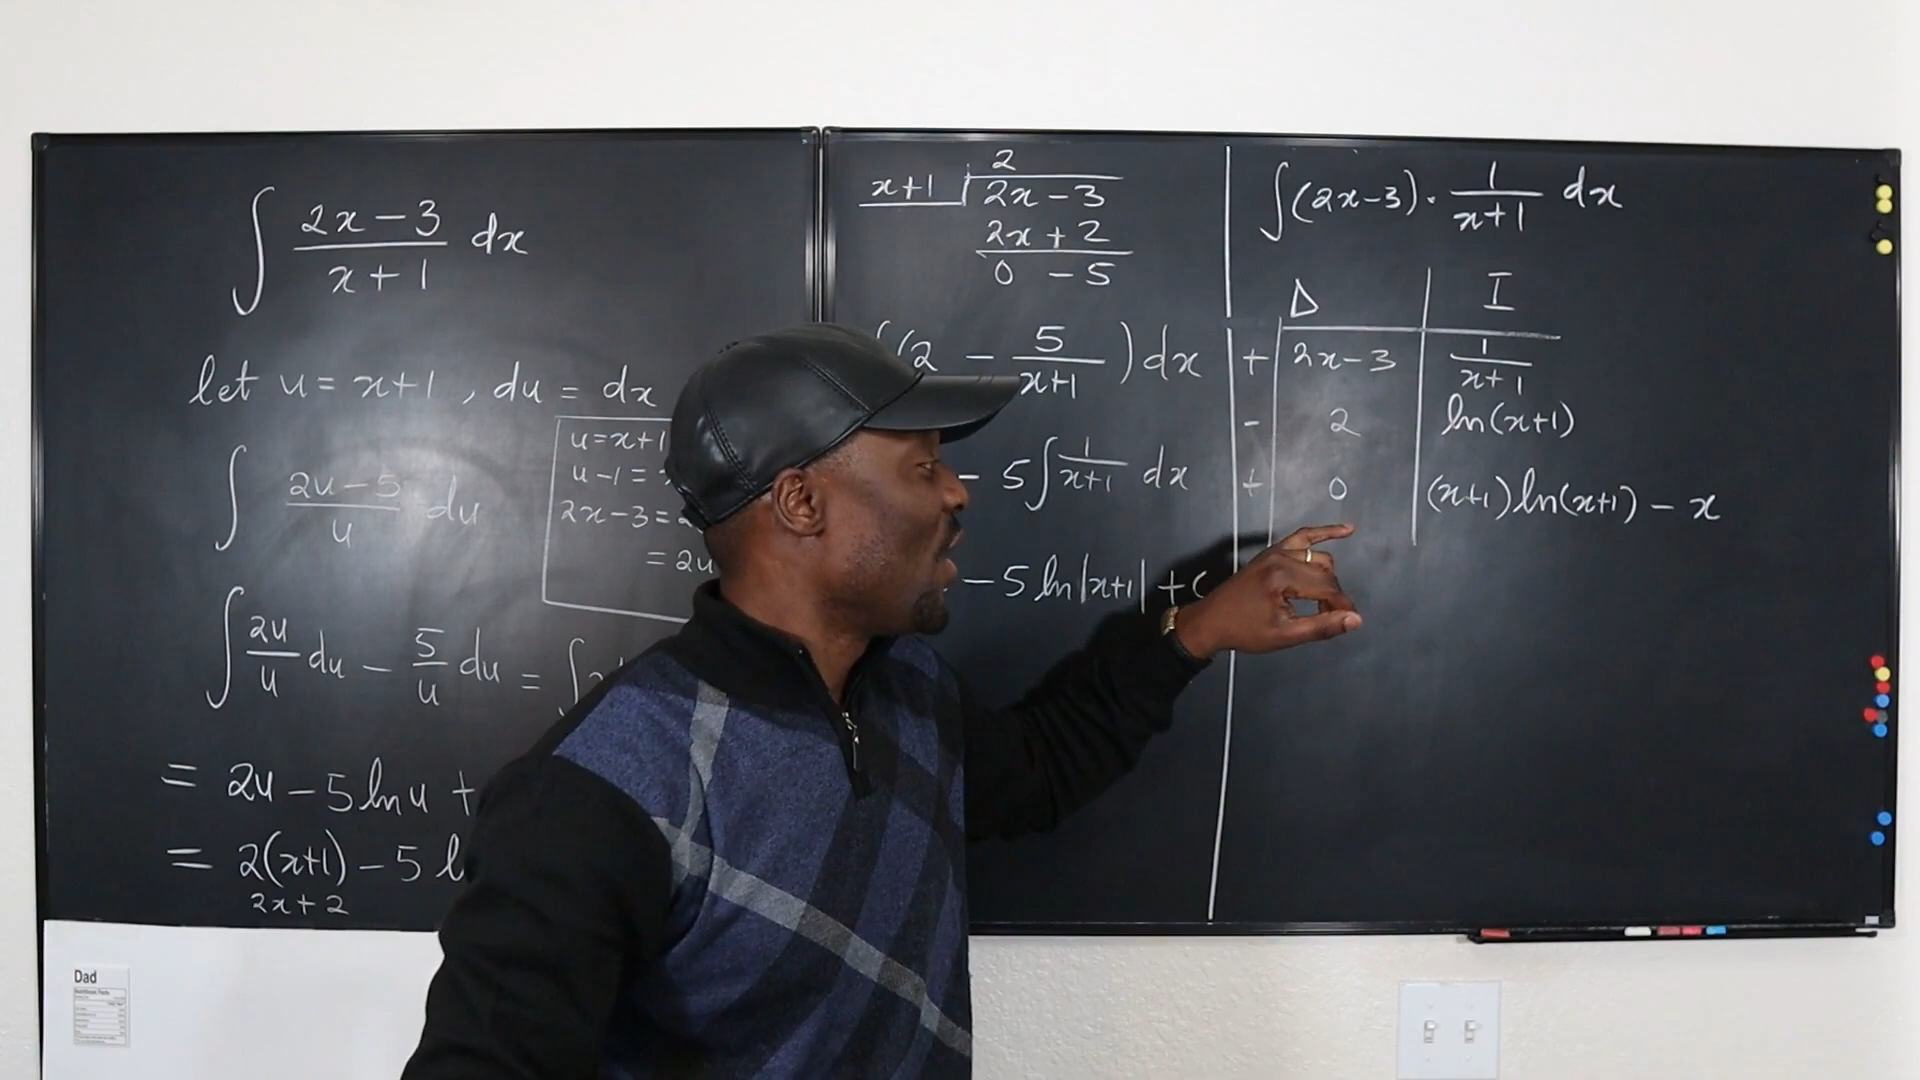 ∫ (2x − 3)/(x + 1) dx
let u = x+1 , du = dx
u = x+1
u − 1 =
2x − 3 =
= 2u
∫ (2u − 5)/u du
∫ 2u/u du − 5/u du = ∫
= 2u − 5 ln u +
= 2(x+1) − 5 l
2x + 2
2
x+1 2x − 3
2x + 2
0 − 5
(2 − 5/(x+1)) dx
− 5 ∫ 1/(x+1) dx
− 5 ln|x+1| + C
∫ (2x−3) · 1/(x+1) dx
D I
+ 2x − 3 1/(x+1)
− 2 ln(x+1)
+ 0 (x+1) ln(x+1) − x
Dad